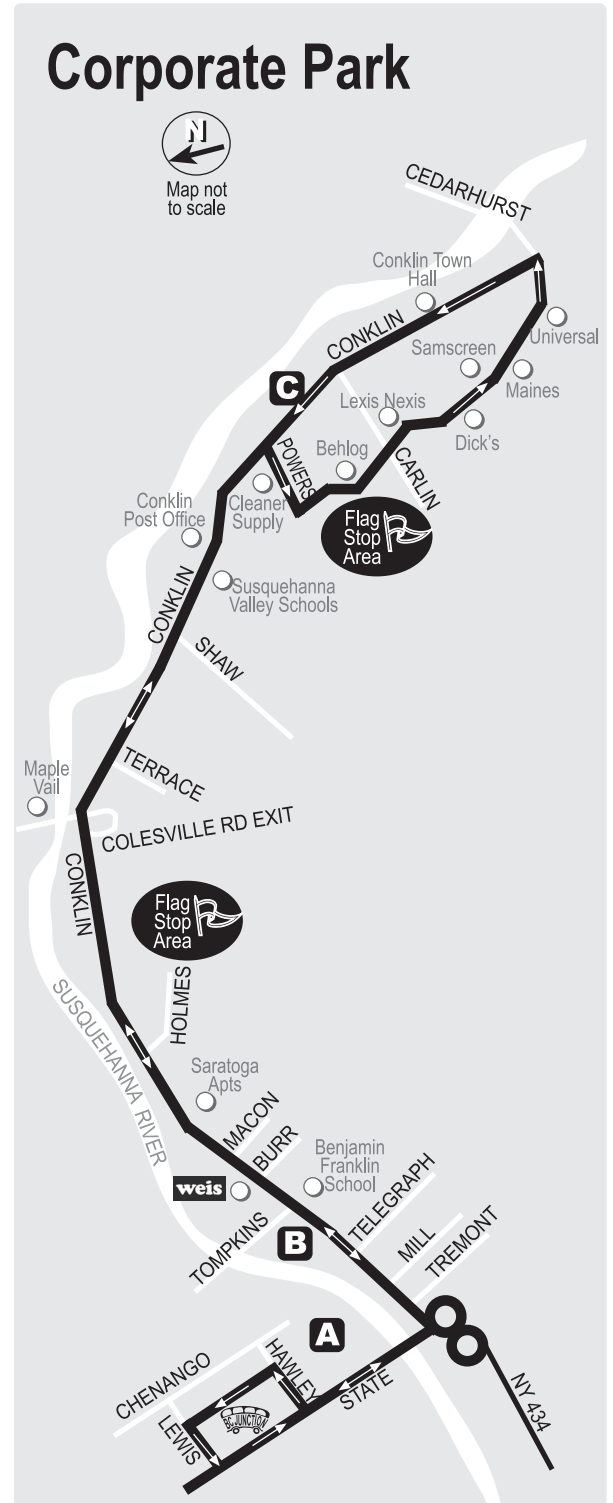 Corporate Park
N
Map not
to scale
CEDARHURST
Conklin Town
Hall
CONKLIN
Universal
Samscreen
Maines
C
Lexis Nexis
Dick's
POWERS
Behlog
CARLIN
Cleaner
Supply
Conklin
Post Office
Flag
Stop
Area
Susquehanna
Valley Schools
CONKLIN
SHAW
TERRACE
Maple
Vail
COLESVILLE RD EXIT
CONKLIN
Flag
Stop
Area
HOLMES
SUSQUEHANNA RIVER
Saratoga
Apts
MACON
BURR
Benjamin
Franklin
School
weis
TELEGRAPH
TOMPKINS
B
MILL
TREMONT
A
CHENANGO
HAWLEY
STATE
LEWIS
BC JUNCTION
NY 434